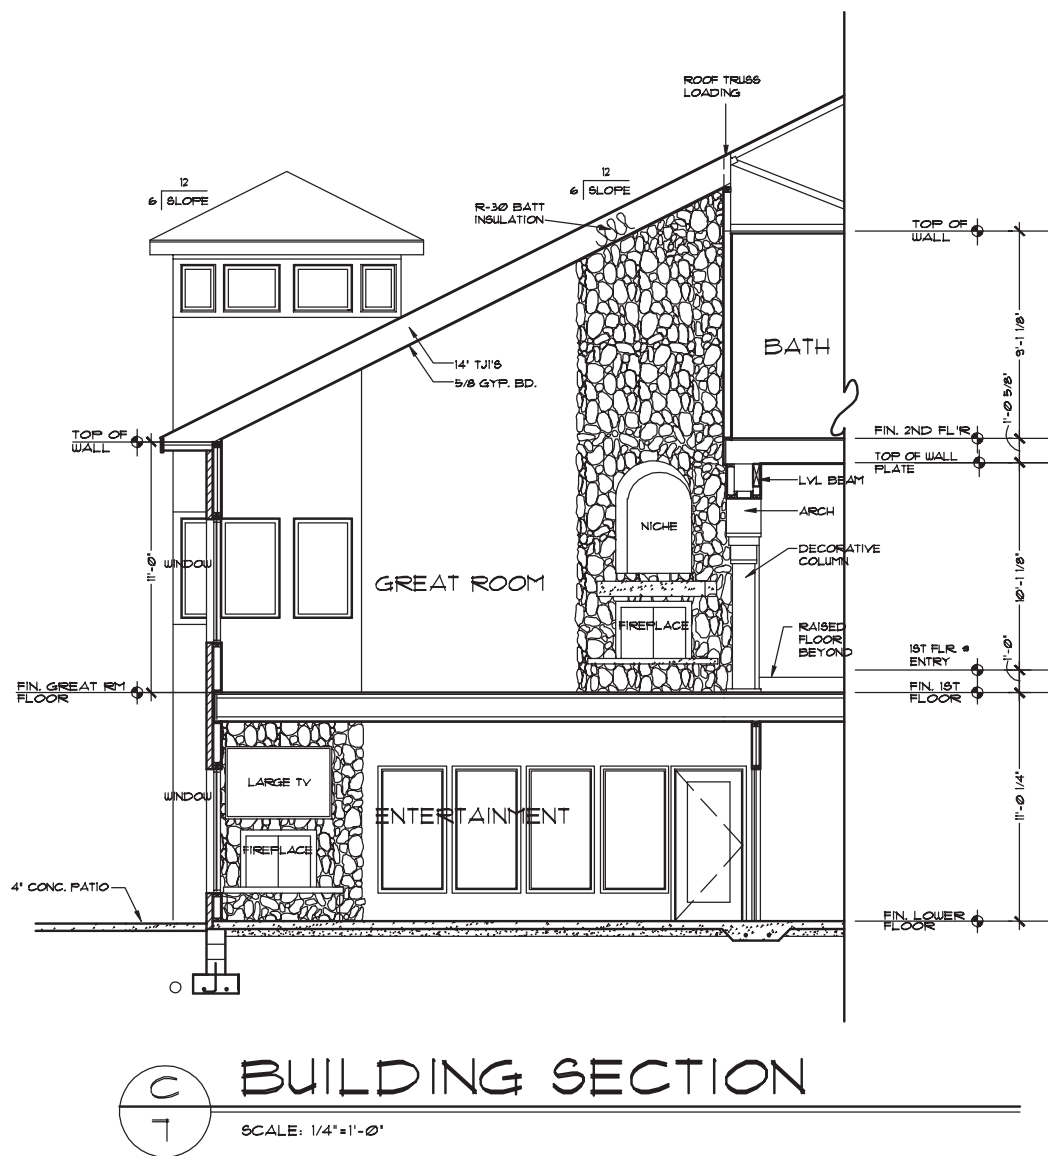 ROOF TRUSS
LOADING
12
6 SLOPE
12
6 SLOPE
R-30 BATT
INSULATION
TOP OF
WALL
BATH
9'-1 1/8"
14" TJI'S
5/8 GYP. BD.
1'-0 5/8"
TOP OF
WALL
FIN. 2ND FL'R
TOP OF WALL
PLATE
LVL BEAM
ARCH
NICHE
DECORATIVE
COLUMN
WINDOW
11'-0"
GREAT ROOM
10'-1 1/8"
FIREPLACE
RAISED
FLOOR
BEYOND
1ST FLR @
ENTRY
1'-0"
FIN. GREAT RM
FLOOR
FIN. 1ST
FLOOR
LARGE TV
WINDOW
ENTERTAINMENT
11'-0 1/4"
FIREPLACE
4" CONC. PATIO
FIN. LOWER
FLOOR
C
7
BUILDING SECTION
SCALE: 1/4"=1'-0"